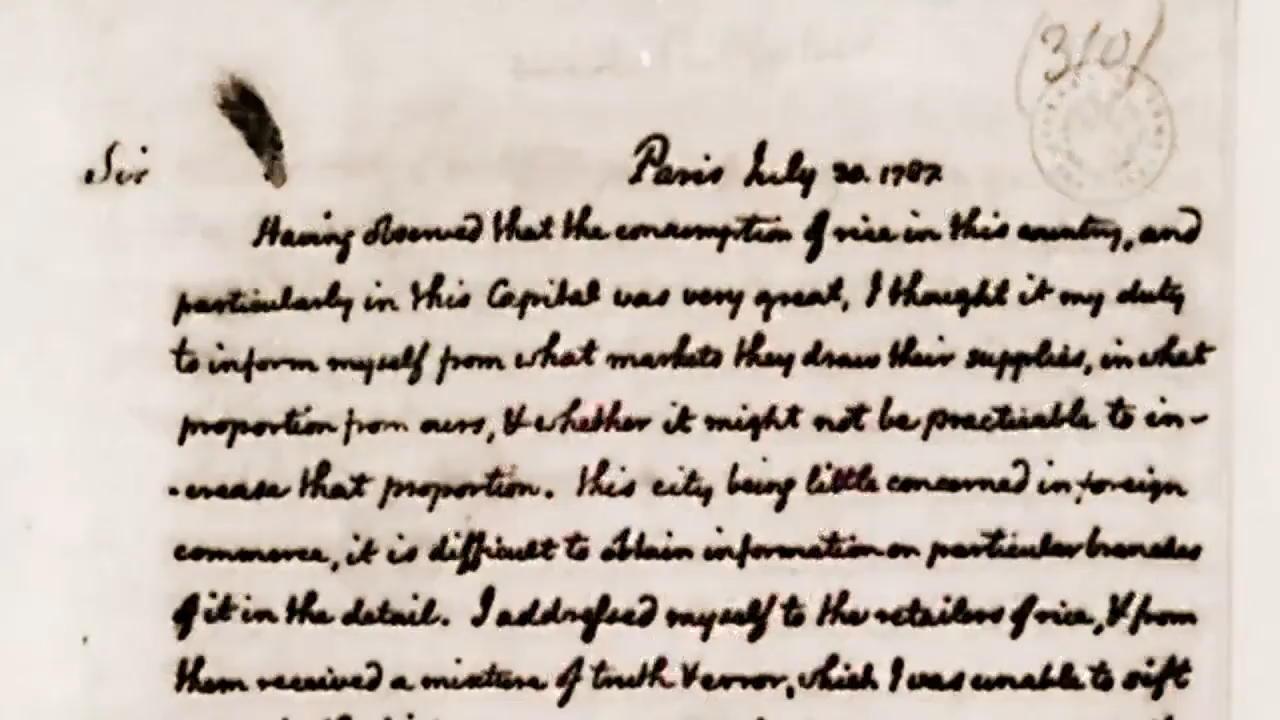 3101
Sir
Paris July 30. 1787
Having observed that the consumption of rice in this country, and
particularly in this Capital was very great, I thought it my duty
to inform myself from what markets they draw their supplies, in what
proportion from ours, & whether it might not be practicable to in-
-crease that proportion. this city being little concerned in foreign
commerce, it is difficult to obtain information on particular branches
of it in the detail. I addressed myself to the retailers of rice, & from
them received a mixture of truth & error, which I was unable to sift